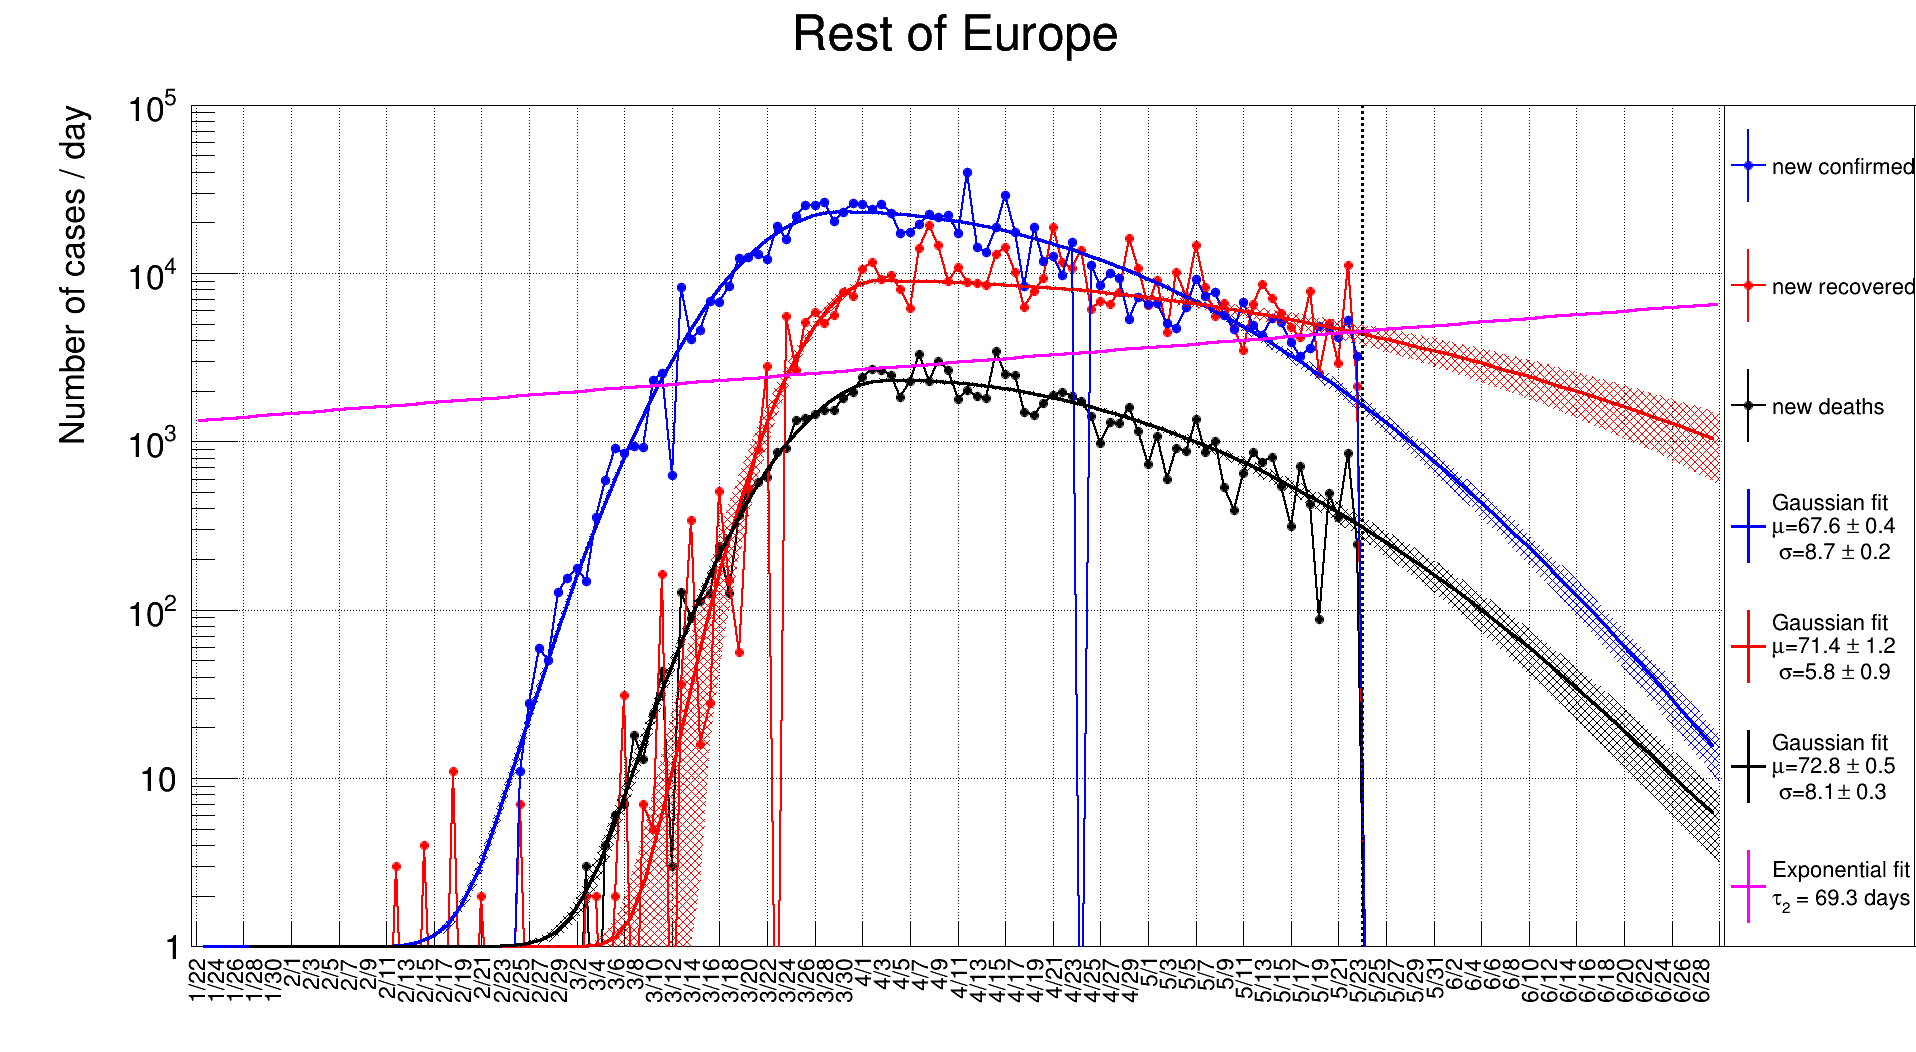 Rest of Europe
Number of cases / day
10⁵
10⁴
10³
10²
10
1
1/22 1/24 1/26 1/28 1/30 2/1 2/3 2/5 2/7 2/9 2/11 2/13 2/15 2/17 2/19 2/21 2/23 2/25 2/27 2/29 3/2 3/4 3/6 3/8 3/10 3/12 3/14 3/16 3/18 3/20 3/22 3/24 3/26 3/28 3/30 4/1 4/3 4/5 4/7 4/9 4/11 4/13 4/15 4/17 4/19 4/21 4/23 4/25 4/27 4/29 5/1 5/3 5/5 5/7 5/9 5/11 5/13 5/15 5/17 5/19 5/21 5/23 5/25 5/27 5/29 5/31 6/2 6/4 6/6 6/8 6/10 6/12 6/14 6/16 6/18 6/20 6/22 6/24 6/26 6/28
new confirmed
new recovered
new deaths
Gaussian fit
μ=67.6 ± 0.4
σ=8.7 ± 0.2
Gaussian fit
μ=71.4 ± 1.2
σ=5.8 ± 0.9
Gaussian fit
μ=72.8 ± 0.5
σ=8.1 ± 0.3
Exponential fit
τ₂ = 69.3 days